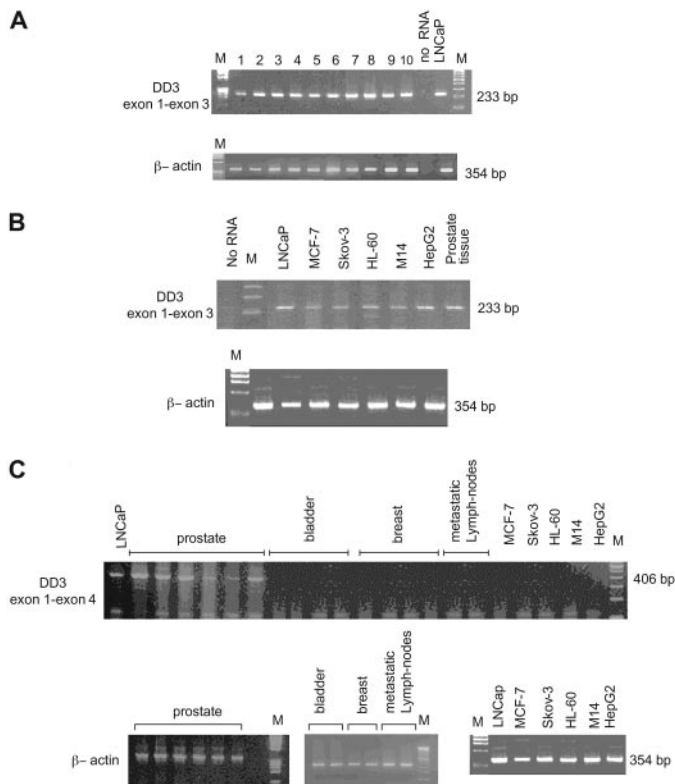 A
M 1 2 3 4 5 6 7 8 9 10 no RNA LNCaP M
DD3
exon 1-exon 3
233 bp
M
β– actin
354 bp
B
No RNA M LNCaP MCF-7 Skov-3 HL-60 M14 HepG2 Prostate tissue
DD3
exon 1-exon 3
233 bp
M
β– actin
354 bp
C
LNCaP prostate bladder breast metastatic Lymph-nodes MCF-7 Skov-3 HL-60 M14 HepG2 M
DD3
exon 1-exon 4
406 bp
prostate M bladder breast metastatic Lymph-nodes M M LNCap MCF-7 Skov-3 HL-60 M14 HepG2
β– actin
354 bp